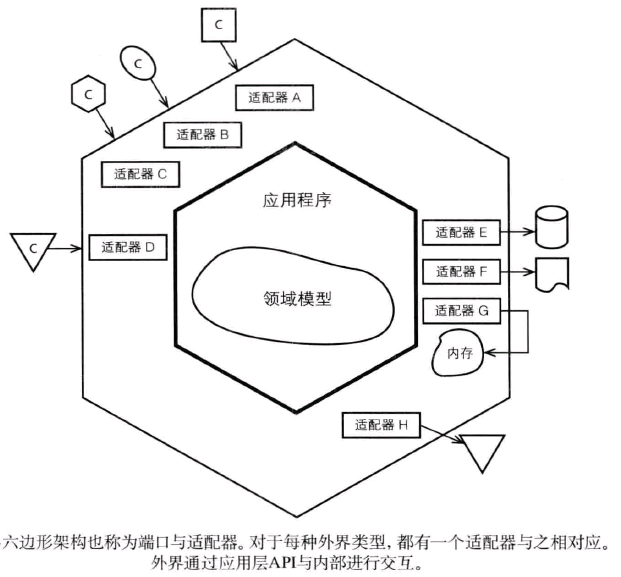 C
C
C
适配器 A
适配器 B
适配器 C
应用程序
C
适配器 D
适配器 E
适配器 F
领域模型
适配器 G
内存
适配器 H
六边形架构也称为端口与适配器。对于每种外界类型,都有一个适配器与之相对应。
外界通过应用层API与内部进行交互。